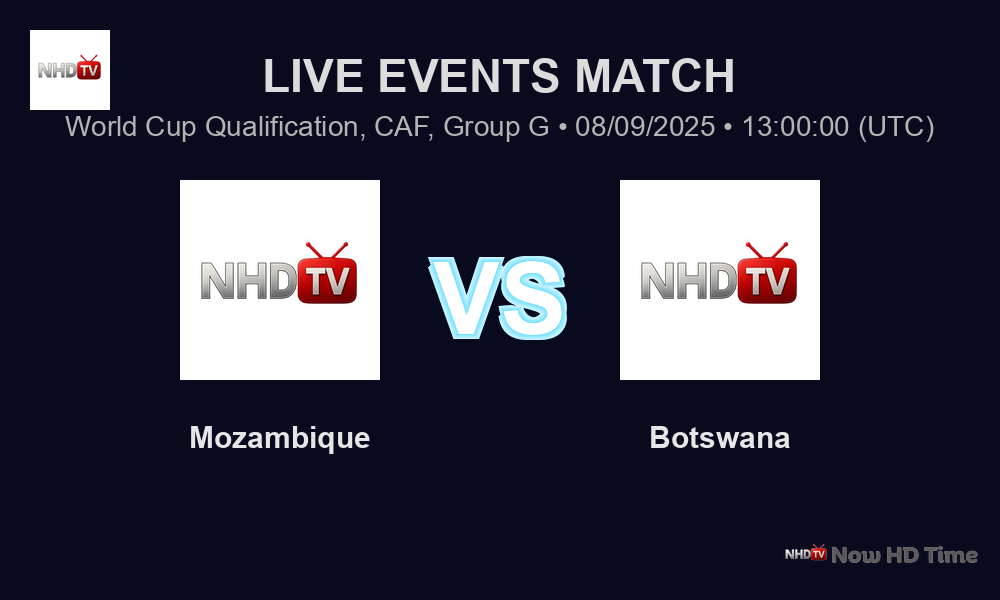 NHDTV
LIVE EVENTS MATCH
World Cup Qualification, CAF, Group G • 08/09/2025 • 13:00:00 (UTC)
NHDTV
VS
NHDTV
Mozambique
Botswana
NHDTV Now HD Time